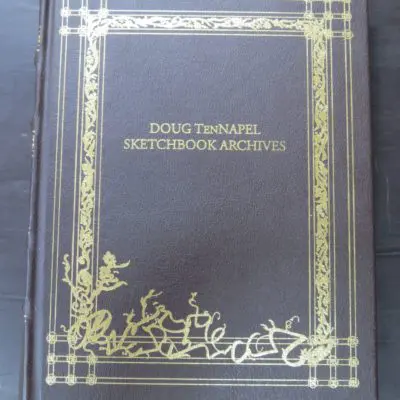 DOUG TENNAPEL
SKETCHBOOK ARCHIVES